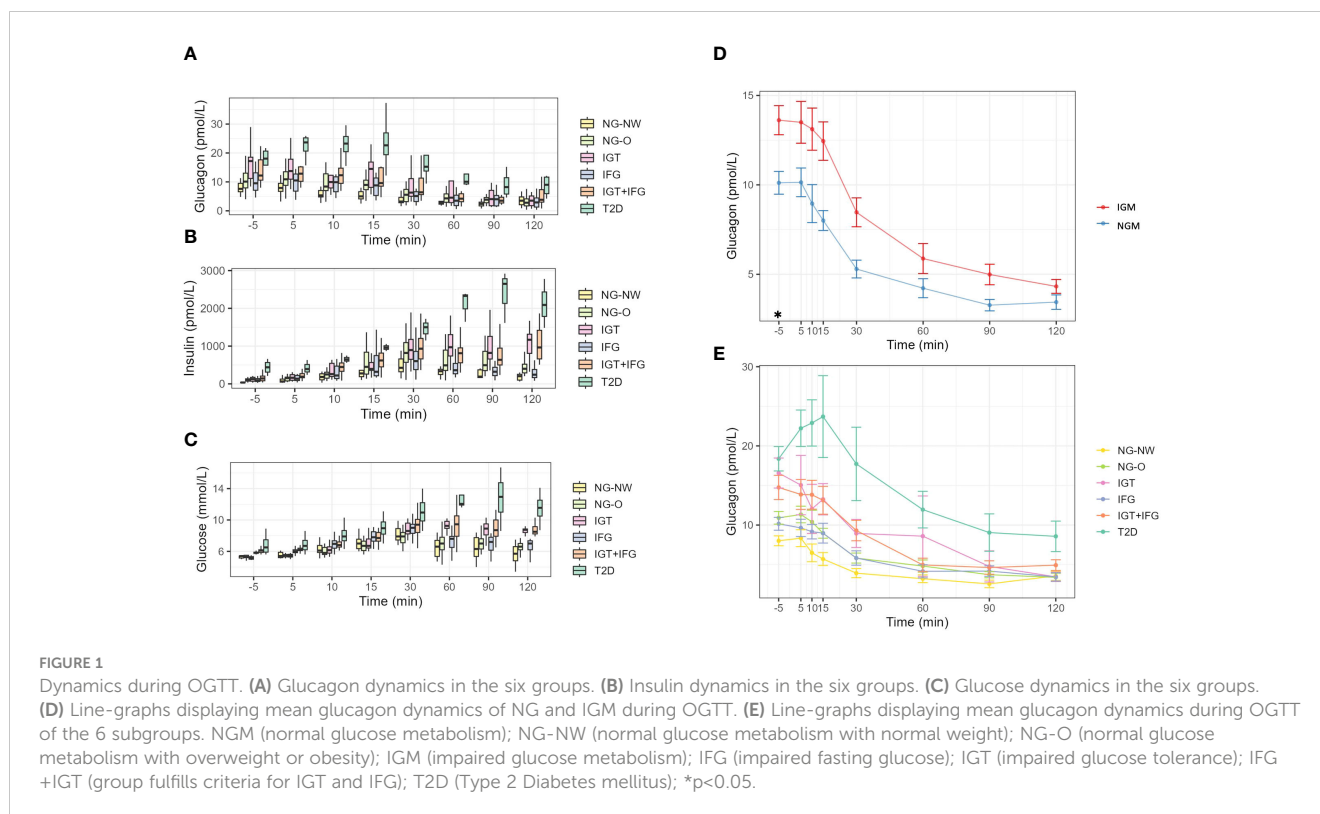 A
Glucagon (pmol/L)
30
20
10
0
-5 5 10 15 30 60 90 120
Time (min)
NG-NW
NG-O
IGT
IFG
IGT+IFG
T2D
B
Insulin (pmol/L)
3000
2000
1000
0
-5 5 10 15 30 60 90 120
Time (min)
NG-NW
NG-O
IGT
IFG
IGT+IFG
T2D
C
Glucose (mmol/L)
14
10
6
-5 5 10 15 30 60 90 120
Time (min)
NG-NW
NG-O
IGT
IFG
IGT+IFG
T2D
D
Glucagon (pmol/L)
15
10
5
*
-5 5 10 15 30 60 90 120
Time (min)
IGM
NGM
E
Glucagon (pmol/L)
30
20
10
-5 5 10 15 30 60 90 120
Time (min)
NG-NW
NG-O
IGT
IFG
IGT+IFG
T2D
FIGURE 1
Dynamics during OGTT. (A) Glucagon dynamics in the six groups. (B) Insulin dynamics in the six groups. (C) Glucose dynamics in the six groups.
(D) Line-graphs displaying mean glucagon dynamics of NG and IGM during OGTT. (E) Line-graphs displaying mean glucagon dynamics during OGTT
of the 6 subgroups. NGM (normal glucose metabolism); NG-NW (normal glucose metabolism with normal weight); NG-O (normal glucose
metabolism with overweight or obesity); IGM (impaired glucose metabolism); IFG (impaired fasting glucose); IGT (impaired glucose tolerance); IFG
+IGT (group fulfills criteria for IGT and IFG); T2D (Type 2 Diabetes mellitus); *p<0.05.